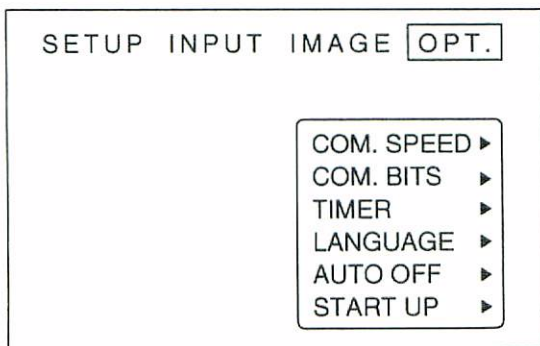 SETUP INPUT IMAGE OPT.
COM. SPEED ▶
COM. BITS ▶
TIMER ▶
LANGUAGE ▶
AUTO OFF ▶
START UP ▶